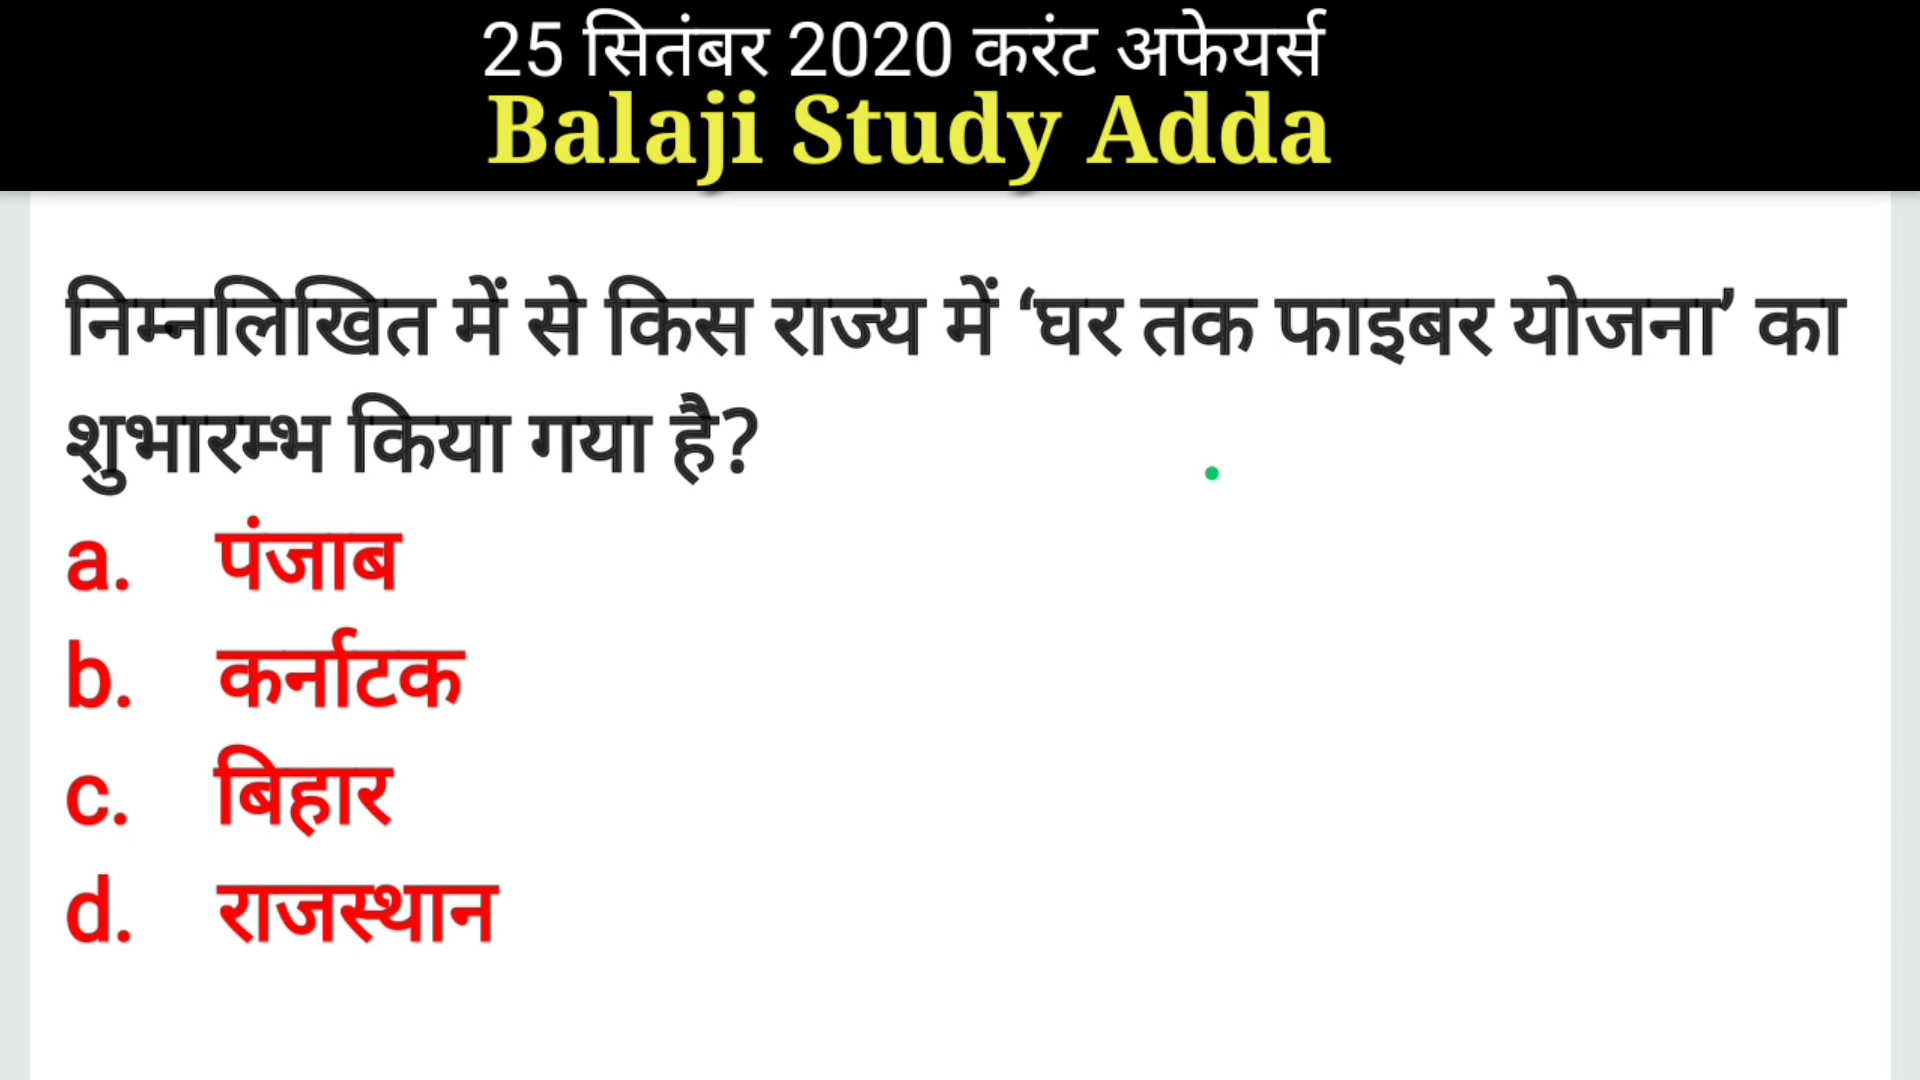 25 सितंबर 2020 करंट अफेयर्स
Balaji Study Adda
निम्नलिखित में से किस राज्य में ‘घर तक फाइबर योजना’ का
शुभारम्भ किया गया है?
a. पंजाब
b. कर्नाटक
c. बिहार
d. राजस्थान